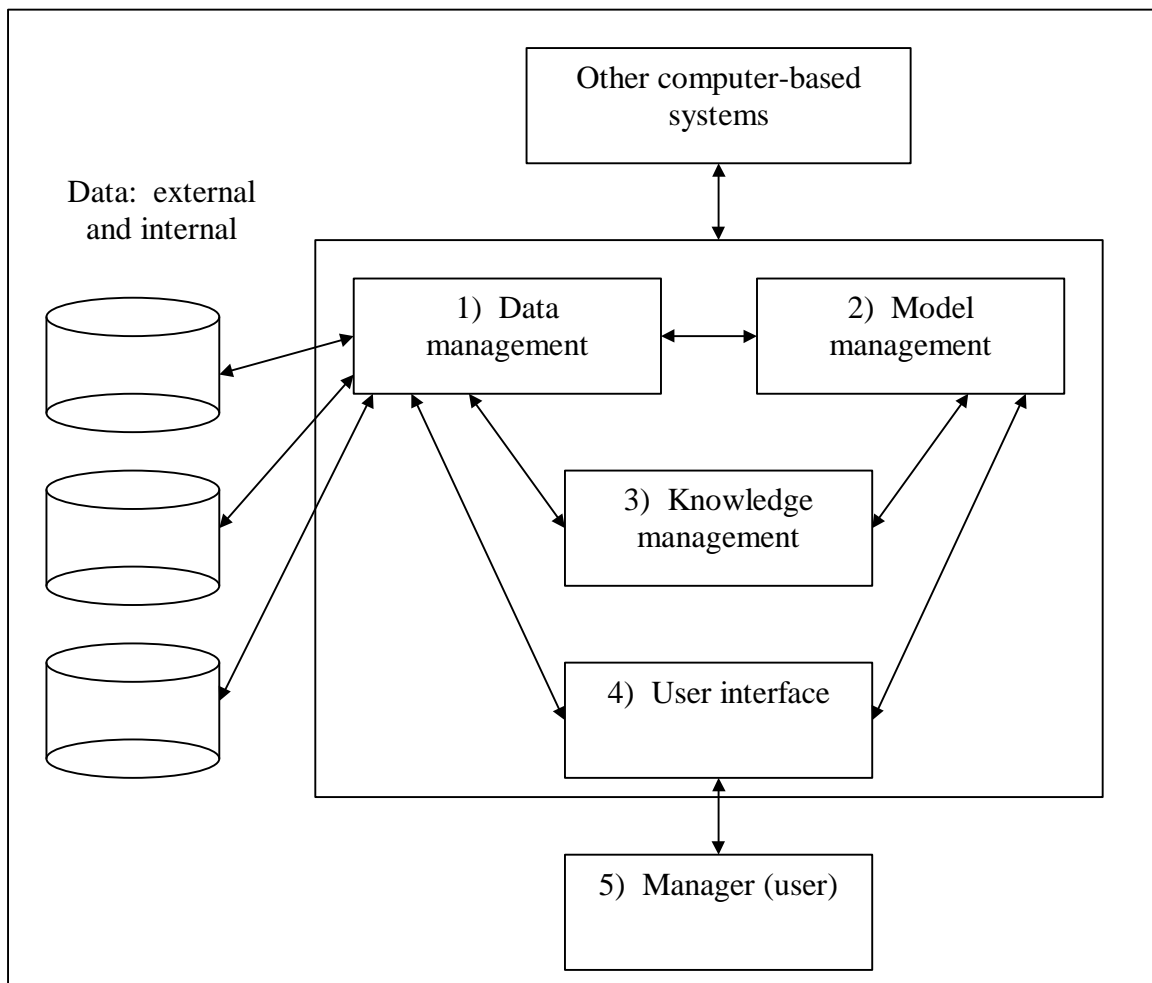 Other computer-based
systems
Data: external
and internal
1) Data
management
2) Model
management
3) Knowledge
management
4) User interface
5) Manager (user)